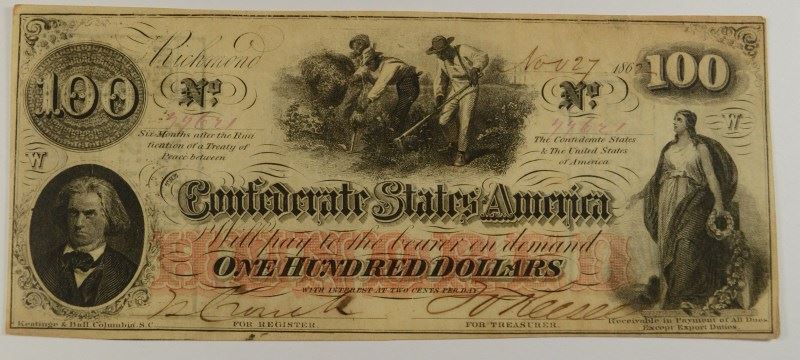 Richmond Nov 27 1862
100
100
No.
No.
Six Months after the Rati
fication of a Treaty of
Peace between
The Confederate States
& The United States
of America
W
W
Confederate States America
Will pay to the bearer on demand
ONE HUNDRED DOLLARS
WITH INTEREST AT TWO CENTS PER DAY
Keatinge & Ball Columbia, S.C.
FOR REGISTER.
FOR TREASURER.
Receivable in Payment of All Dues
Except Export Duties.